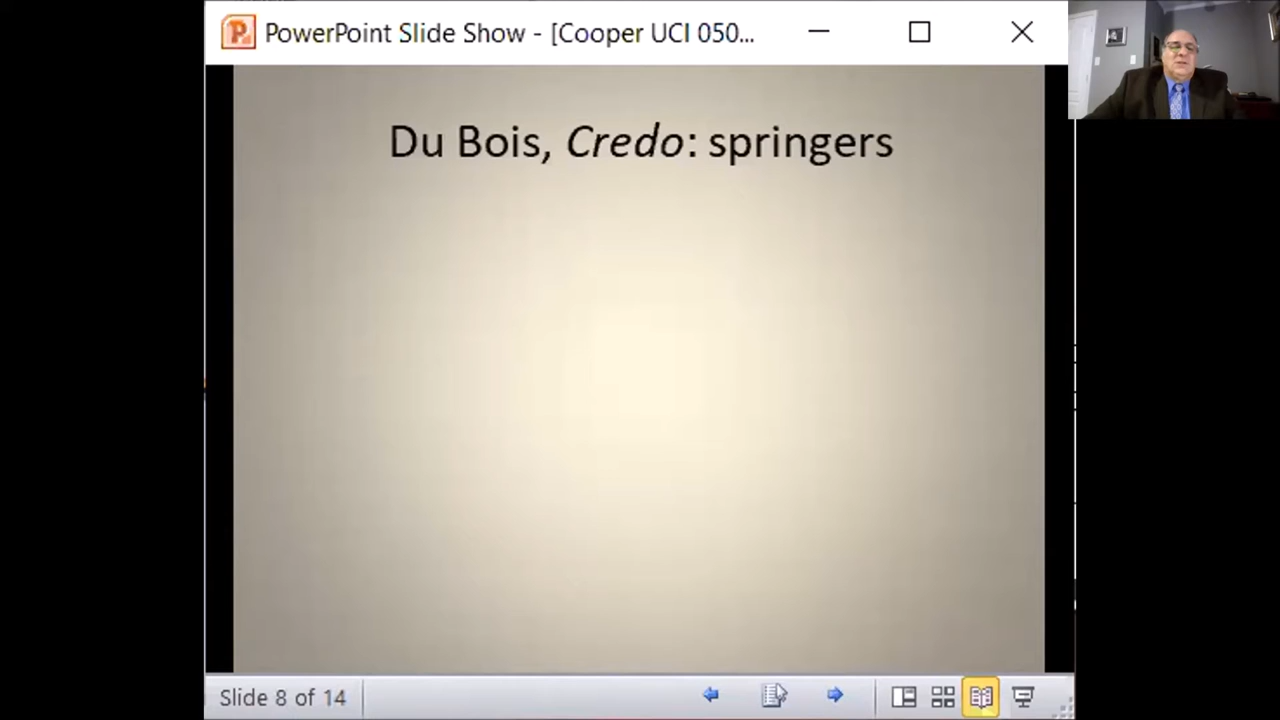 PowerPoint Slide Show - [Cooper UCI 050...
Du Bois, Credo: springers
Slide 8 of 14